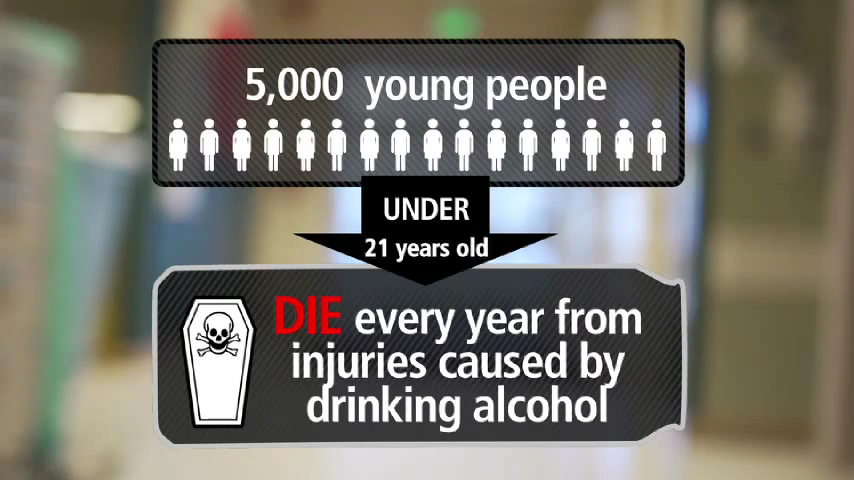 5,000 young people
UNDER
21 years old
DIE every year from
injuries caused by
drinking alcohol